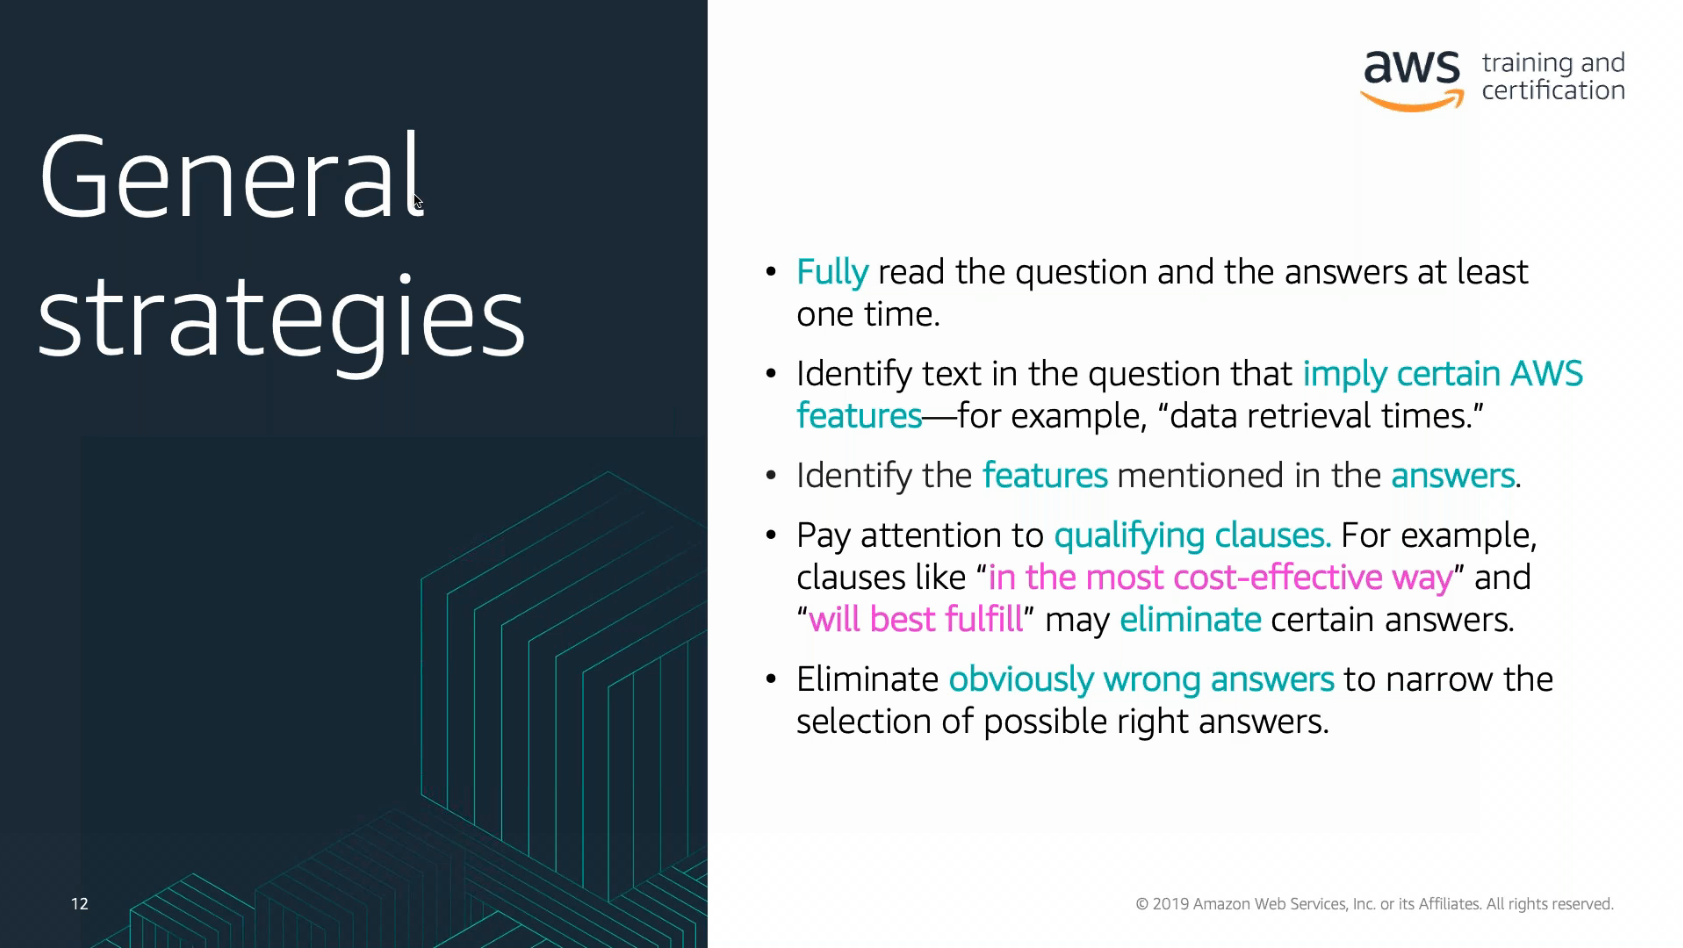 General
strategies
aws training and
certification
• Fully read the question and the answers at least
one time.
• Identify text in the question that imply certain AWS
features—for example, “data retrieval times.”
• Identify the features mentioned in the answers.
• Pay attention to qualifying clauses. For example,
clauses like “in the most cost-effective way” and
“will best fulfill” may eliminate certain answers.
• Eliminate obviously wrong answers to narrow the
selection of possible right answers.
12
© 2019 Amazon Web Services, Inc. or its Affiliates. All rights reserved.